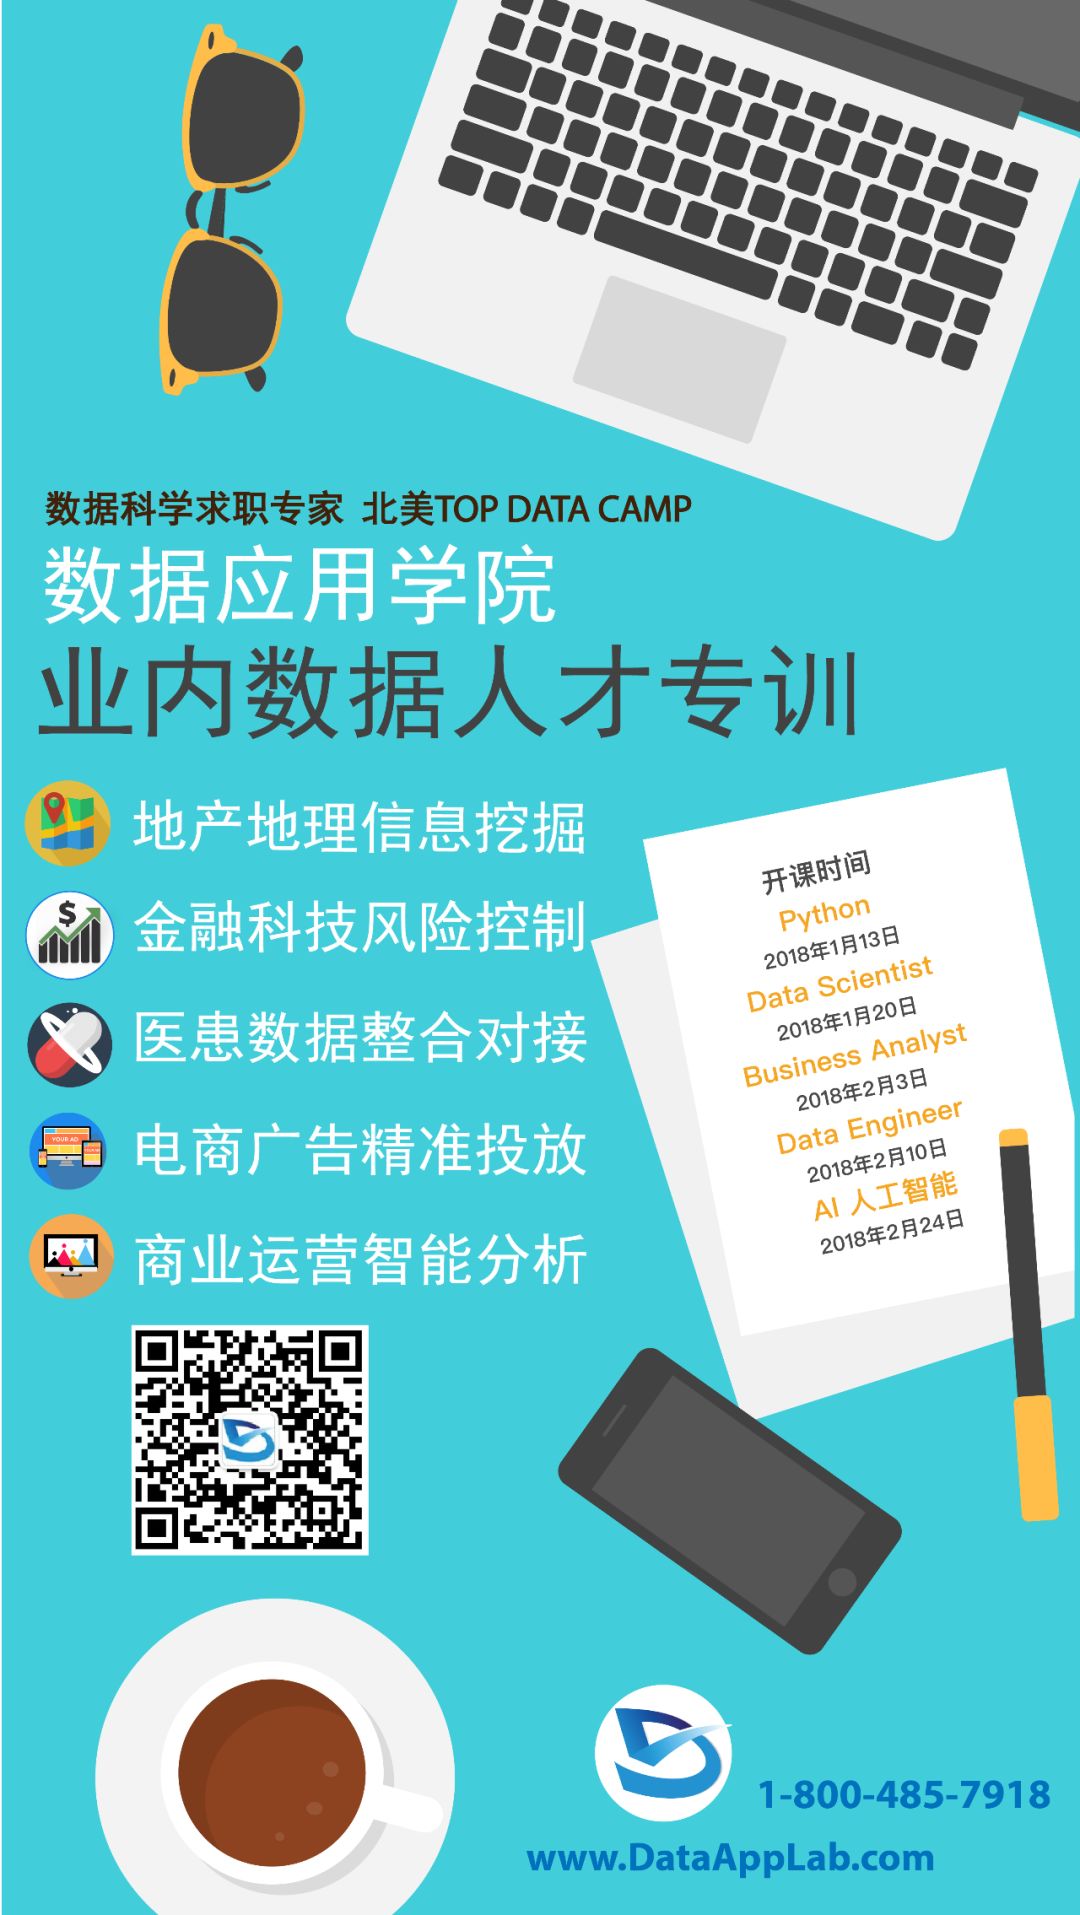 数据科学求职专家 北美TOP DATA CAMP
数据应用学院
业内数据人才专训
地产地理信息挖掘
金融科技风险控制
医患数据整合对接
电商广告精准投放
商业运营智能分析
开课时间
Python
2018年1月13日
Data Scientist
2018年1月20日
Business Analyst
2018年2月3日
Data Engineer
2018年2月10日
AI 人工智能
2018年2月24日
$
YOUR AD
1-800-485-7918
www.DataAppLab.com